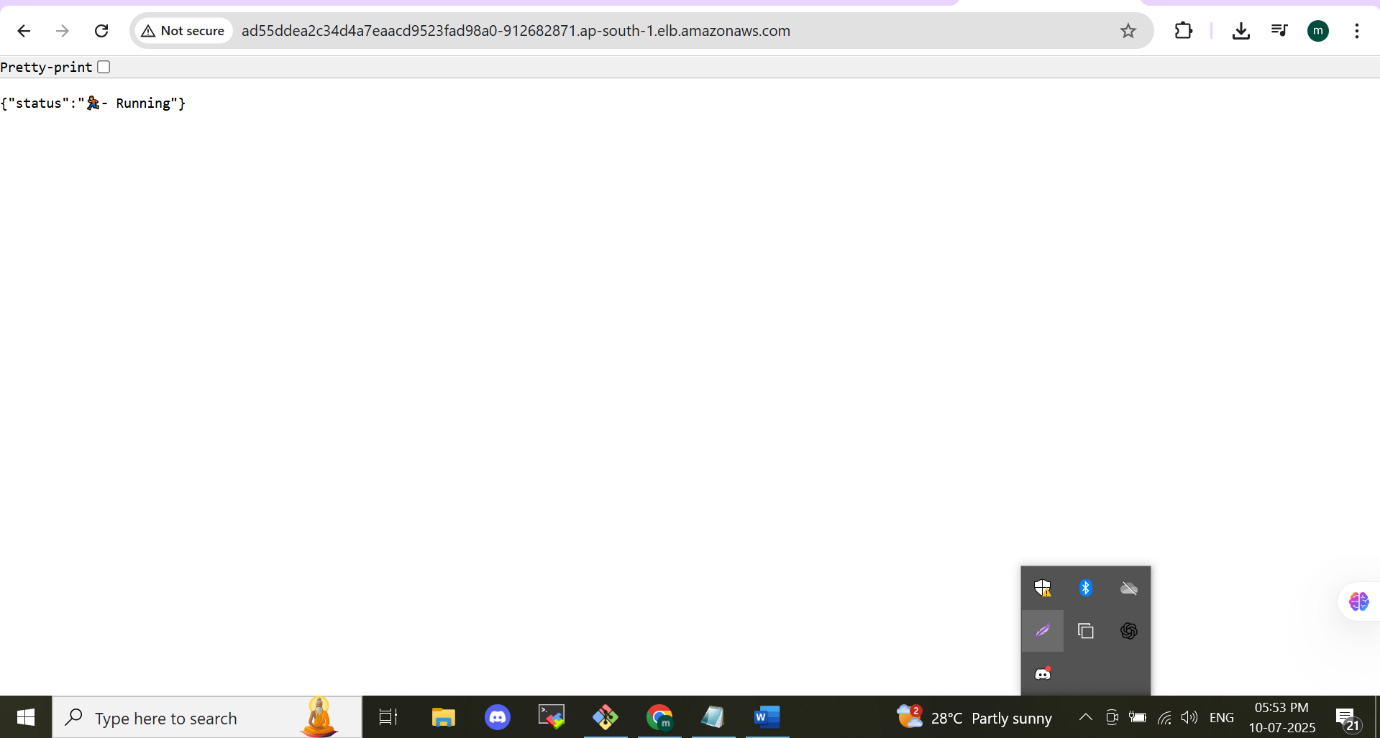 Not secure
ad55ddea2c34d4a7eaacd9523fad98a0-912682871.ap-south-1.elb.amazonaws.com
m
Pretty-print
{"status":"🏃- Running"}
Type here to search
W
m
2
28°C Partly sunny
ENG
05:53 PM
10-07-2025
21